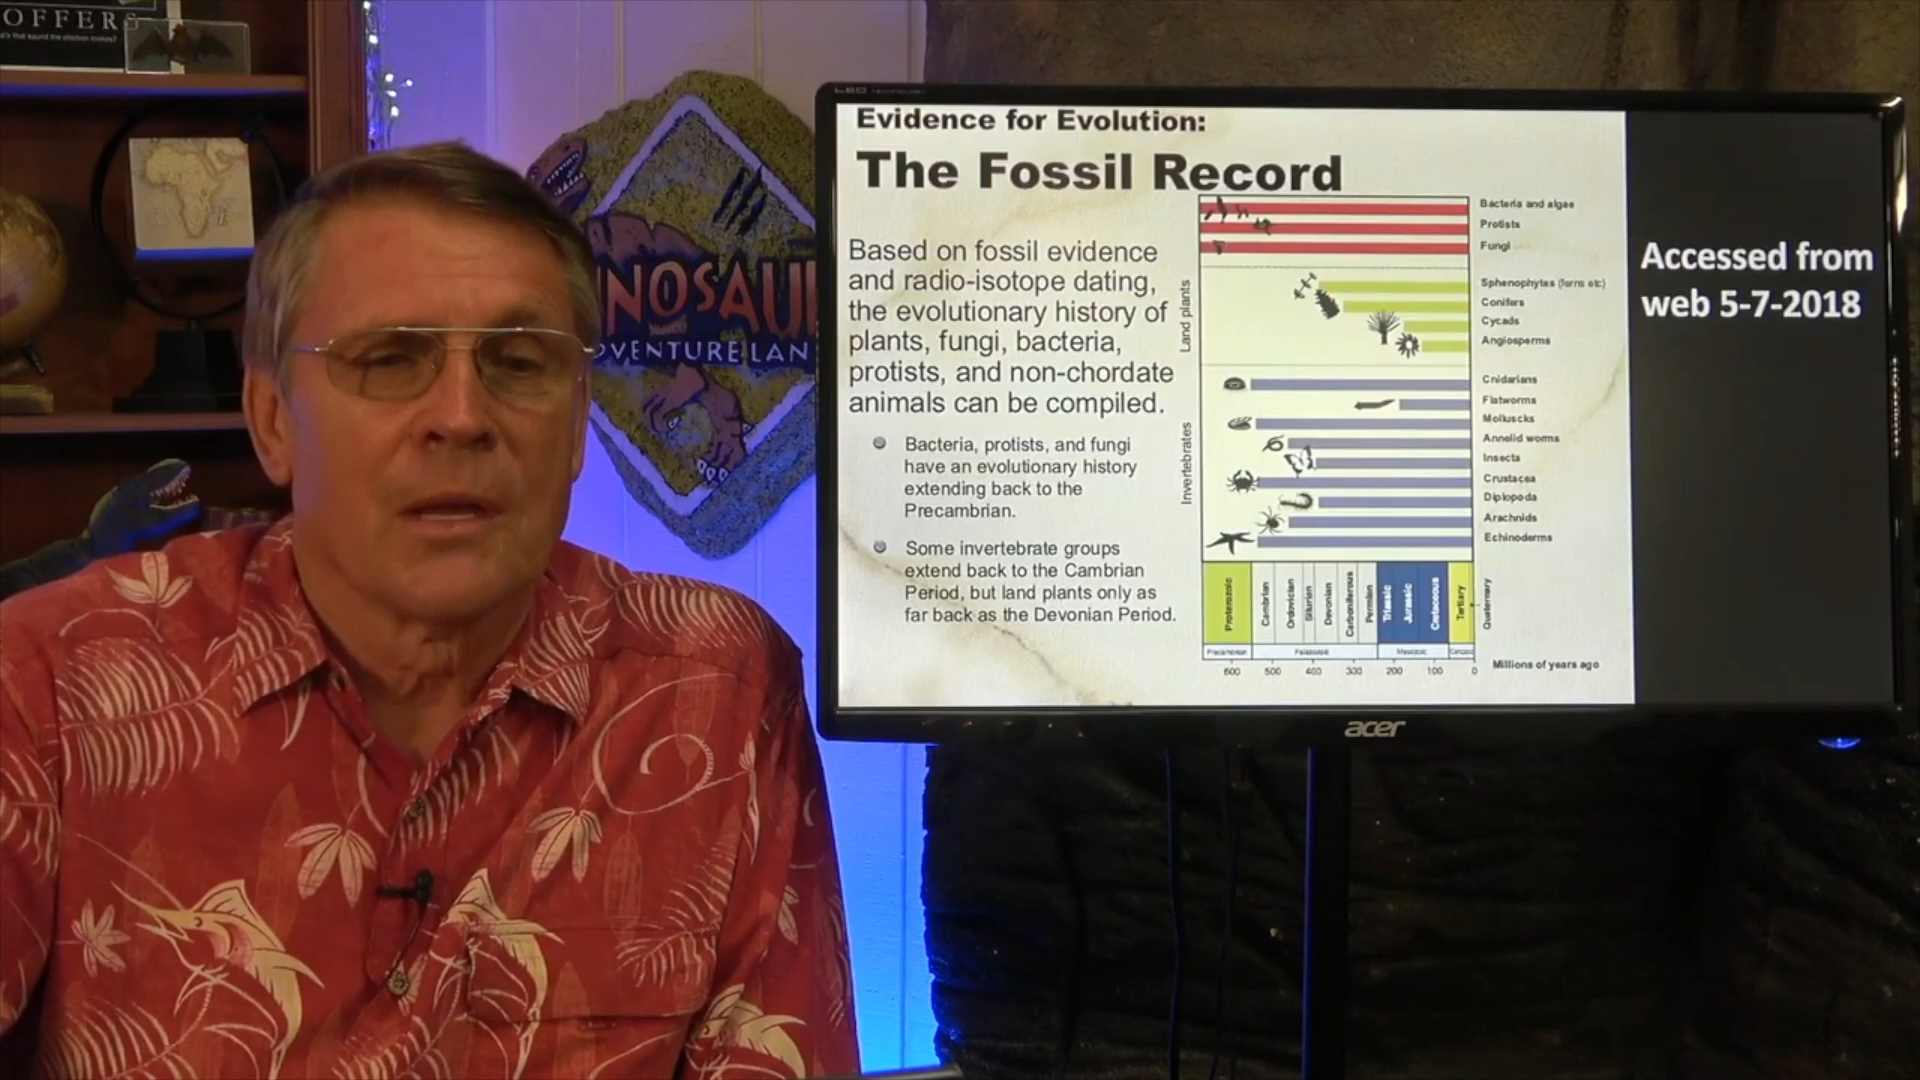 OFFERS
LED
Evidence for Evolution:
The Fossil Record
Based on fossil evidence
and radio-isotope dating,
the evolutionary history of
plants, fungi, bacteria,
protists, and non-chordate
animals can be compiled.
Bacteria, protists, and fungi
have an evolutionary history
extending back to the
Precambrian.
Some invertebrate groups
extend back to the Cambrian
Period, but land plants only as
far back as the Devonian Period.
Land plants
Invertebrates
Bacteria and algae
Protists
Fungi
Sphenophytes (ferns etc)
Conifers
Cycads
Angiosperms
Cnidarians
Flatworms
Molluscks
Annelid worms
Insecta
Crustacea
Diplopoda
Arachnids
Echinoderms
Proterozoic
Cambrian
Ordovician
Silurian
Devonian
Carboniferous
Permian
Triassic
Jurassic
Cretaceous
Tertiary
Quaternary
Precambrian
Palaeozoic
Mesozoic
600 500 400 300 200 100 0
Millions of years ago
Accessed from
web 5-7-2018
acer